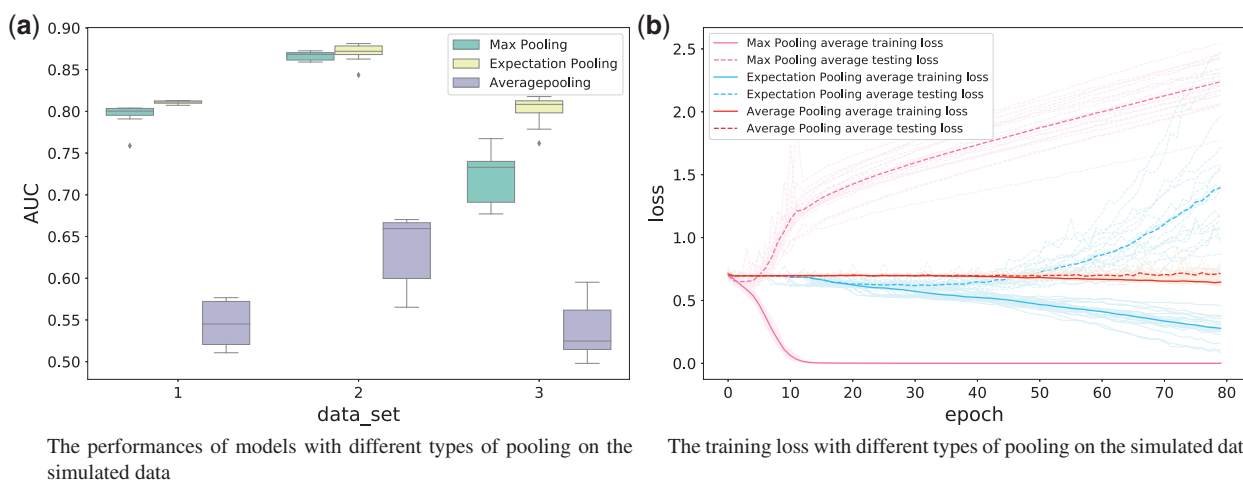 (a)
0.90
0.85
0.80
0.75
0.70
0.65
0.60
0.55
0.50
AUC
Max Pooling
Expectation Pooling
Averagepooling
1
2
3
data_set
The performances of models with different types of pooling on the
simulated data
(b)
2.5
2.0
1.5
1.0
0.5
0.0
loss
Max Pooling average training loss
Max Pooling average testing loss
Expectation Pooling average training loss
Expectation Pooling average testing loss
Average Pooling average training loss
Average Pooling average testing loss
0
10
20
30
40
50
60
70
80
epoch
The training loss with different types of pooling on the simulated dat